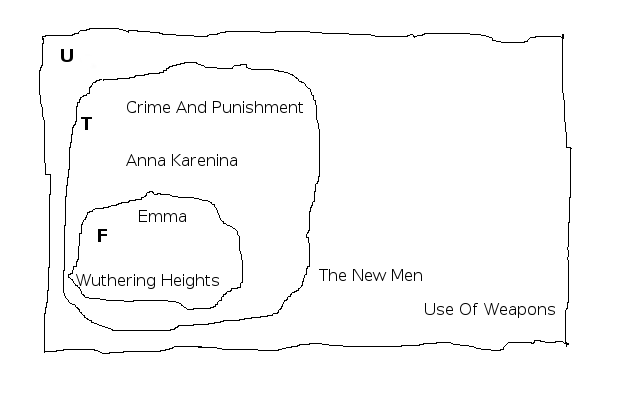 U
Crime And Punishment
T
Anna Karenina
Emma
F
Wuthering Heights
The New Men
Use Of Weapons